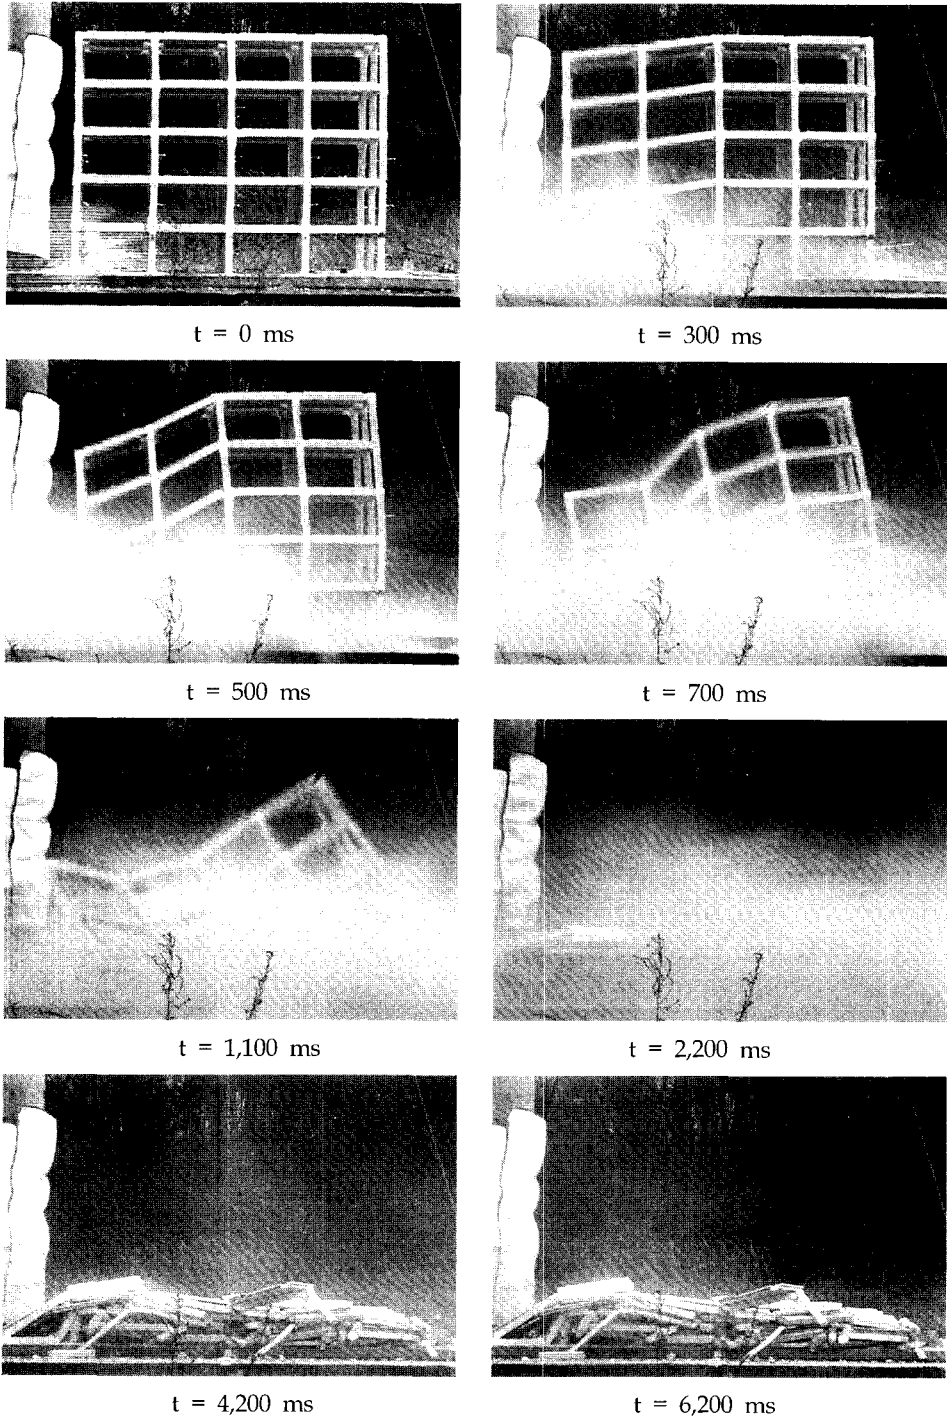 t = 0 ms
t = 300 ms
t = 500 ms
t = 700 ms
t = 1,100 ms
t = 2,200 ms
t = 4,200 ms
t = 6,200 ms